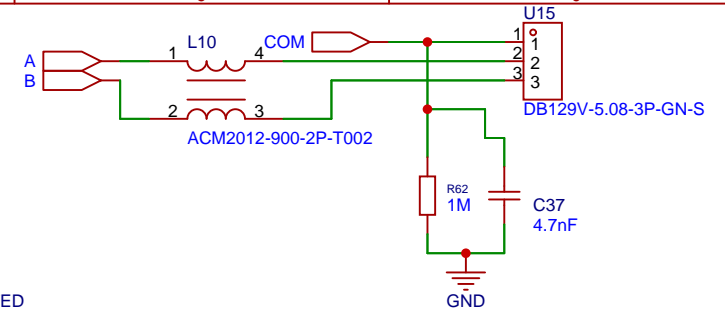 U15
L10
COM
1
1
A
1
4
2
2
B
3
3
2
3
DB129V-5.08-3P-GN-S
ACM2012-900-2P-T002
R62
1M
C37
4.7nF
ED
GND